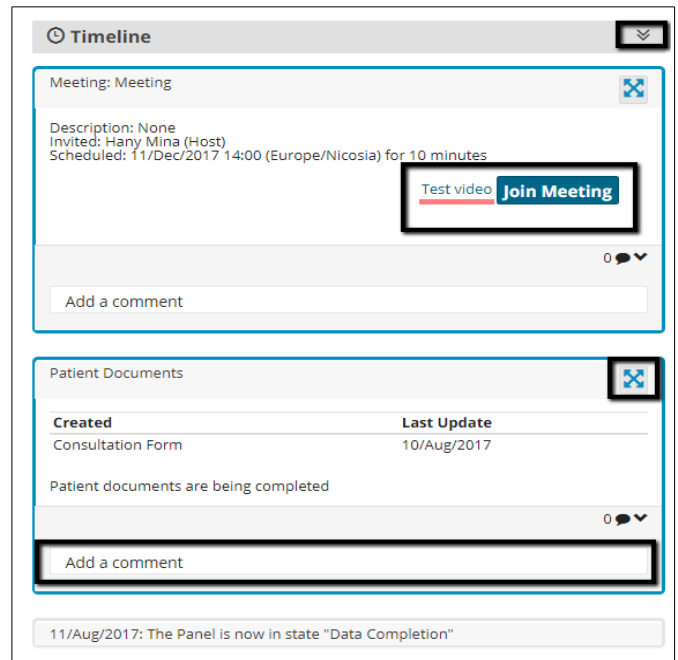 Timeline
Meeting: Meeting
Description: None
Invited: Hany Mina (Host)
Scheduled: 11/Dec/2017 14:00 (Europe/Nicosia) for 10 minutes
Test video Join Meeting
0
Add a comment
Patient Documents
Created Last Update
Consultation Form 10/Aug/2017
Patient documents are being completed
0
Add a comment
11/Aug/2017: The Panel is now in state "Data Completion"